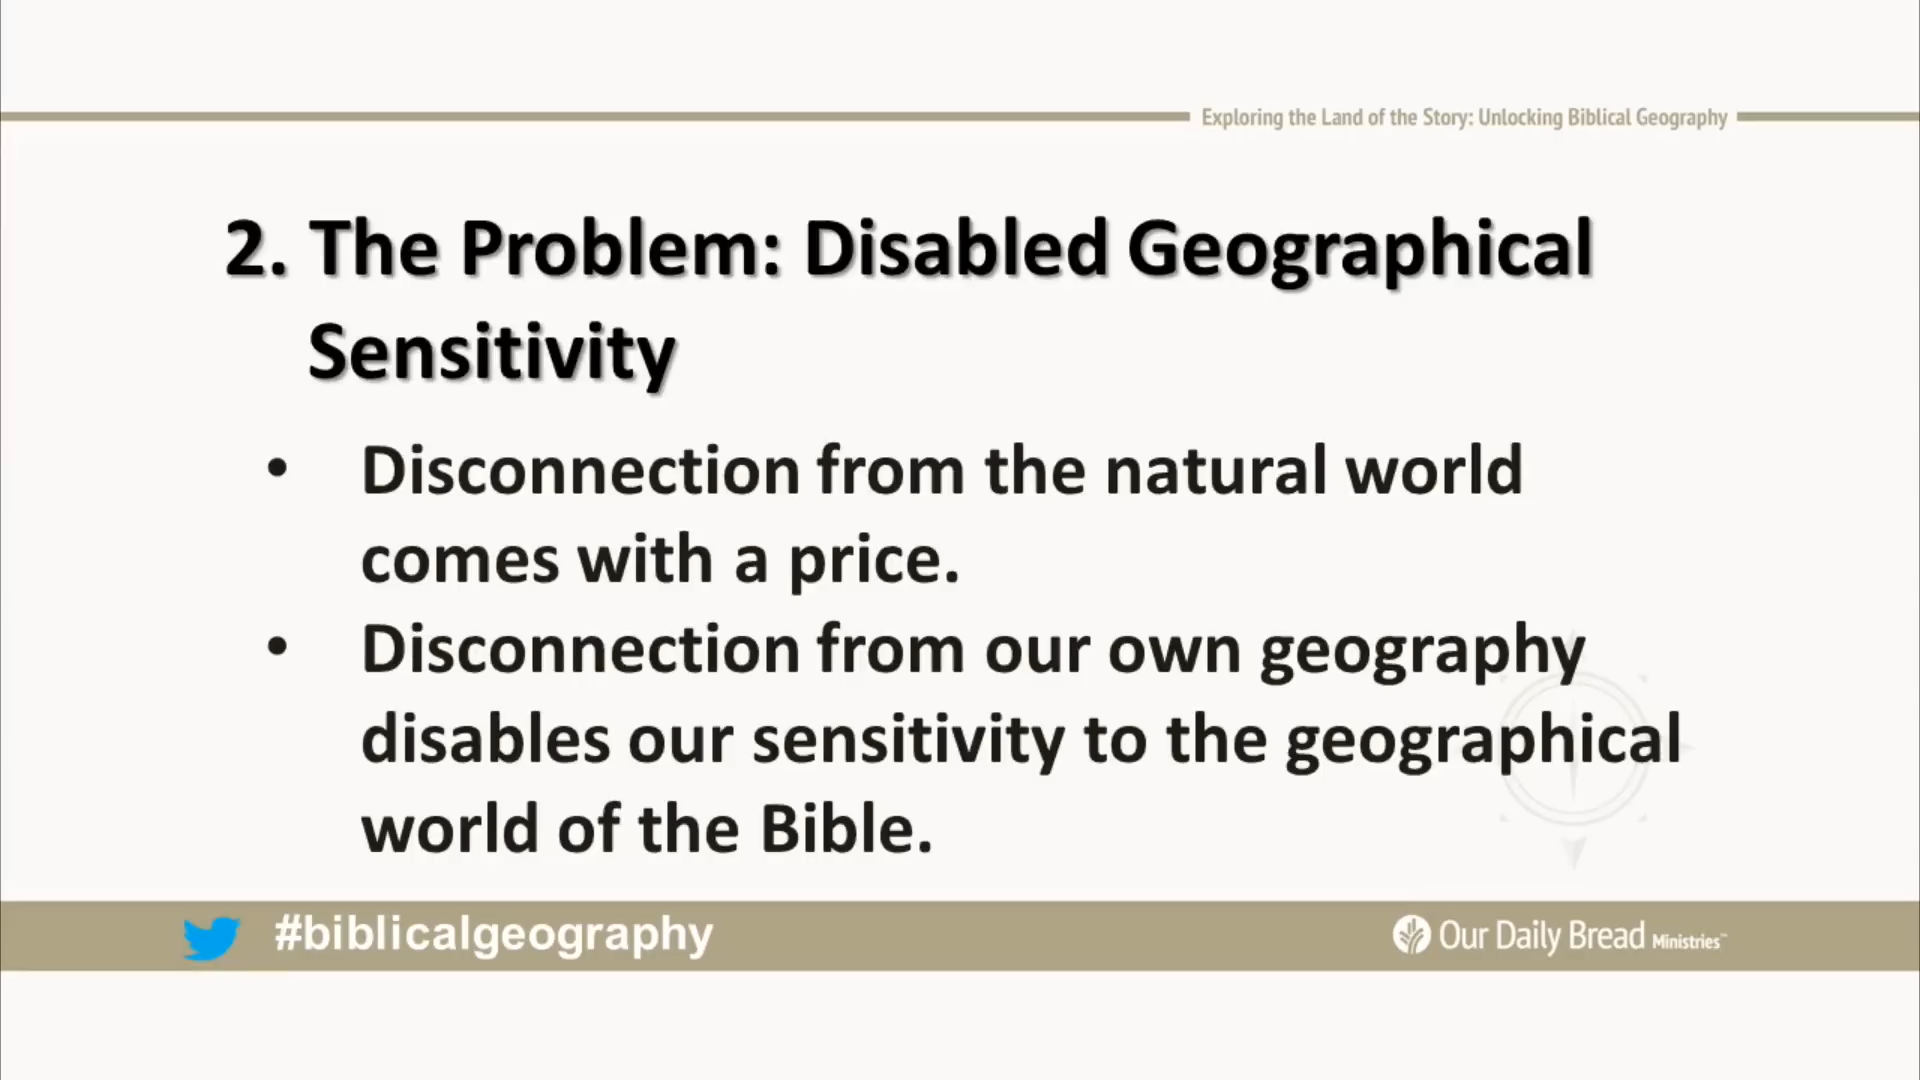 Exploring the Land of the Story: Unlocking Biblical Geography
2. The Problem: Disabled Geographical
Sensitivity
• Disconnection from the natural world
comes with a price.
• Disconnection from our own geography
disables our sensitivity to the geographical
world of the Bible.
#biblicalgeography
Our Daily Bread Ministries™